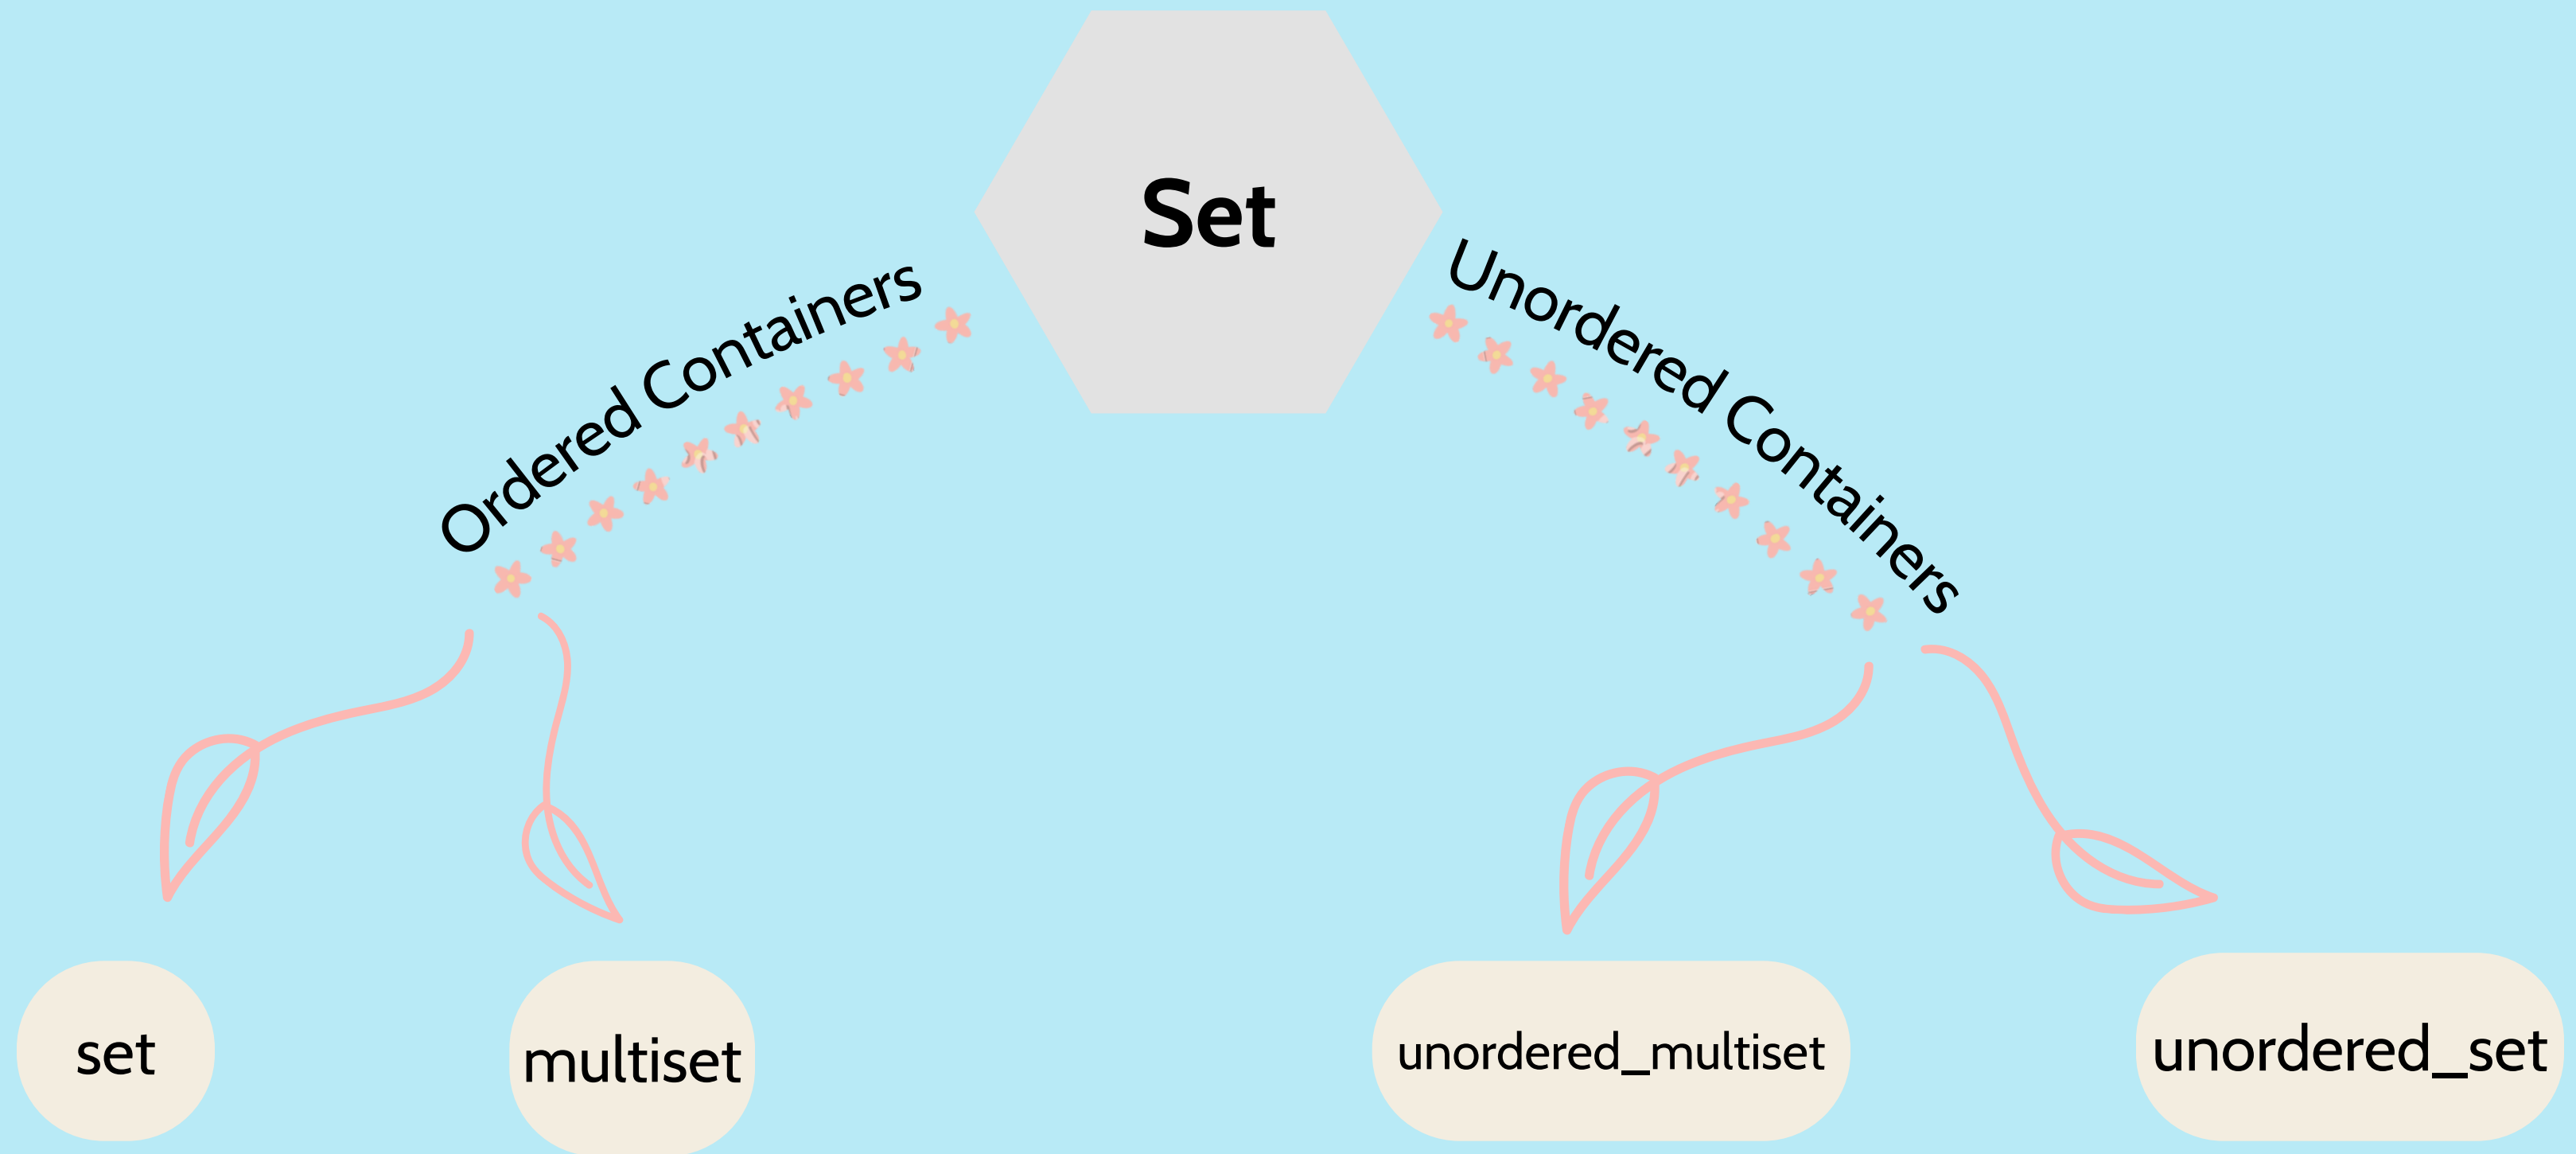 Set
Ordered Containers
Unordered Containers
set
multiset
unordered_multiset
unordered_set